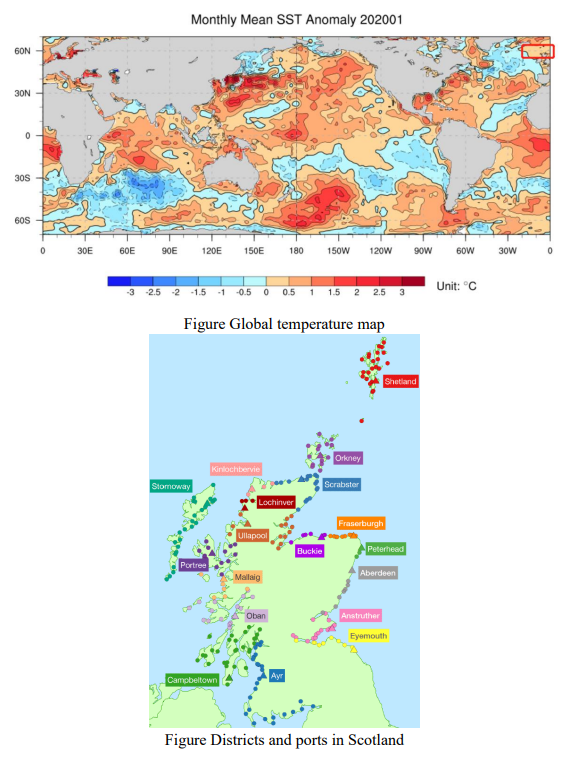 Monthly Mean SST Anomaly 202001
60N
30N
0
30S
60S
0 30E 60E 90E 120E 150E 180 150W 120W 90W 60W 30W 0
-3 -2.5 -2 -1.5 -1 -0.5 0 0.5 1 1.5 2 2.5 3
Unit: °C
Figure Global temperature map
Shetland
Orkney
Kinlochbervie
Scrabster
Stornoway
Lochinver
Fraserburgh
Ullapool
Buckie
Peterhead
Portree
Aberdeen
Mallaig
Oban
Anstruther
Eyemouth
Campbeltown
Ayr
Figure Districts and ports in Scotland